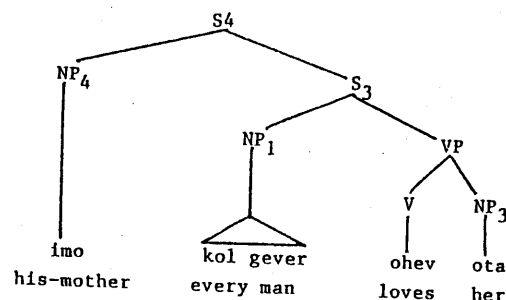 S4
NP₄ S₃
NP₁ VP
V NP₃
imo kol gever ohev ota
his-mother every man loves her